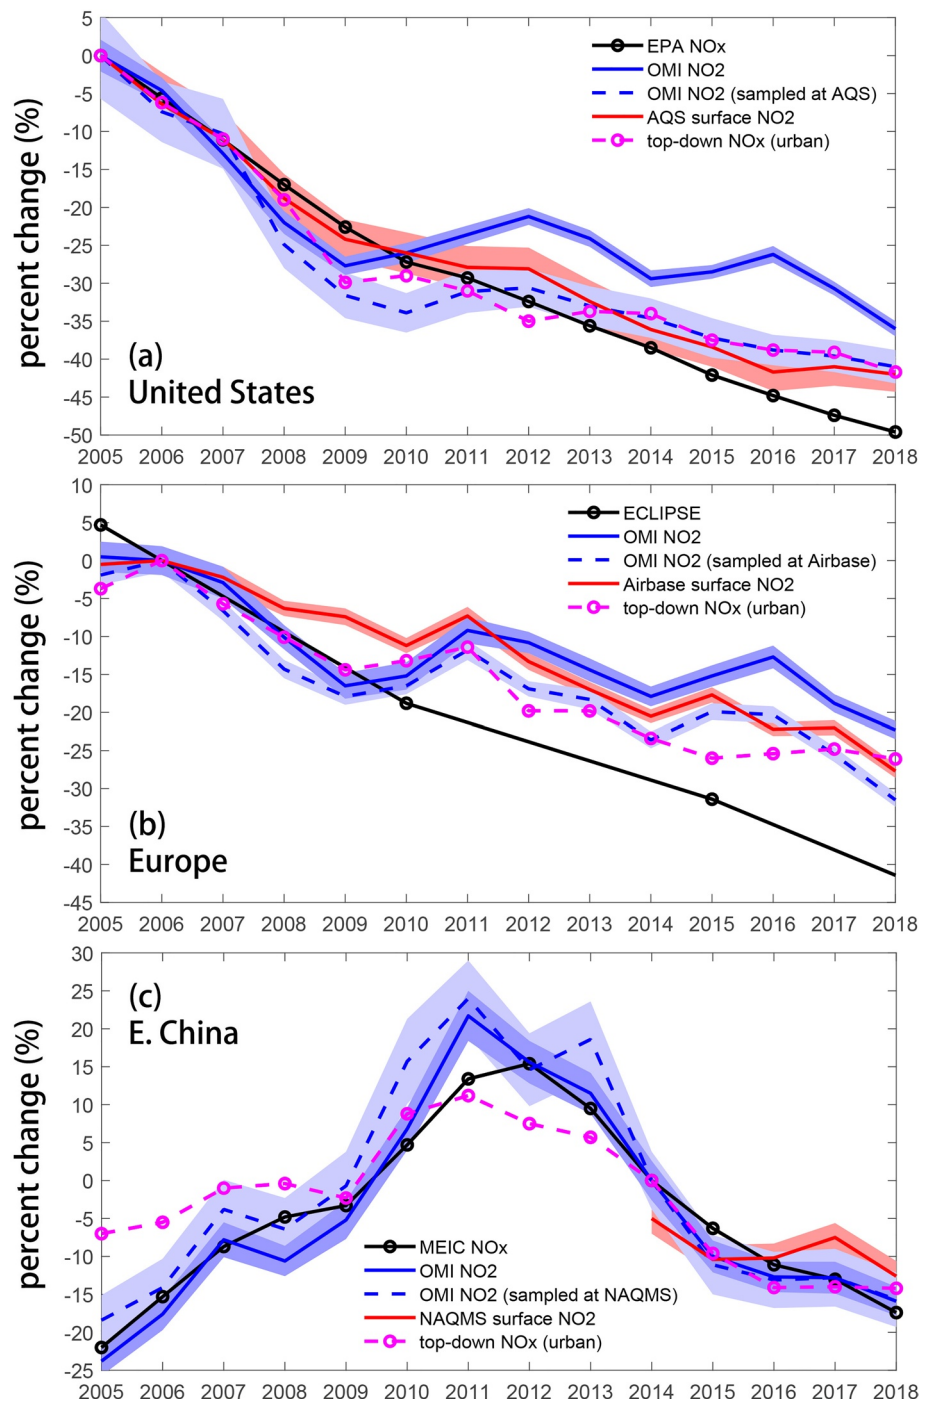 5
0
-5
-10
-15
-20
-25
-30
-35
-40
-45
-50
percent change (%)
EPA NOx
OMI NO2
OMI NO2 (sampled at AQS)
AQS surface NO2
top-down NOx (urban)
(a)
United States
2005 2006 2007 2008 2009 2010 2011 2012 2013 2014 2015 2016 2017 2018
10
5
0
-5
-10
-15
-20
-25
-30
-35
-40
-45
percent change (%)
ECLIPSE
OMI NO2
OMI NO2 (sampled at Airbase)
Airbase surface NO2
top-down NOx (urban)
(b)
Europe
2005 2006 2007 2008 2009 2010 2011 2012 2013 2014 2015 2016 2017 2018
30
25
20
15
10
5
0
-5
-10
-15
-20
-25
percent change (%)
(c)
E. China
MEIC NOx
OMI NO2
OMI NO2 (sampled at NAQMS)
NAQMS surface NO2
top-down NOx (urban)
2005 2006 2007 2008 2009 2010 2011 2012 2013 2014 2015 2016 2017 2018